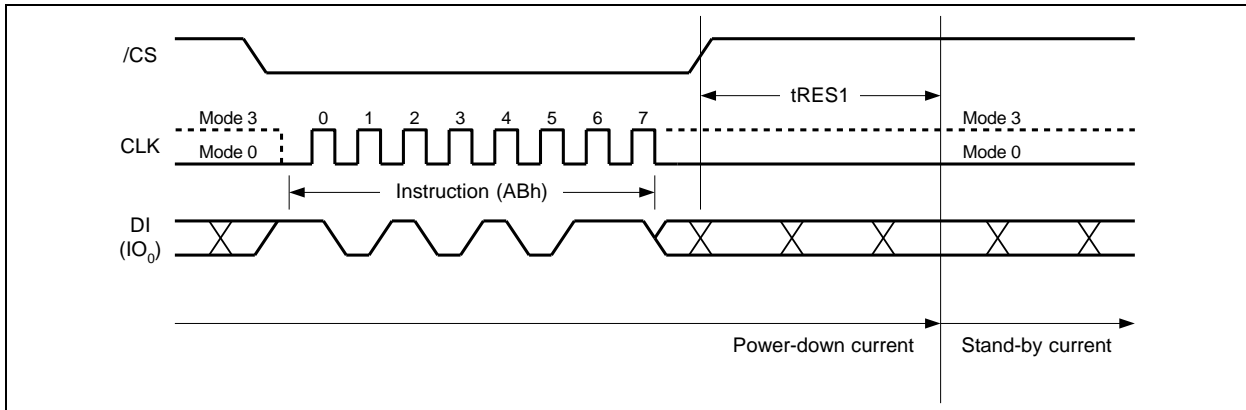 /CS
tRES1
Mode 3
0 1 2 3 4 5 6 7
Mode 3
CLK
Mode 0
Mode 0
Instruction (ABh)
DI
(IO0)
Power-down current
Stand-by current